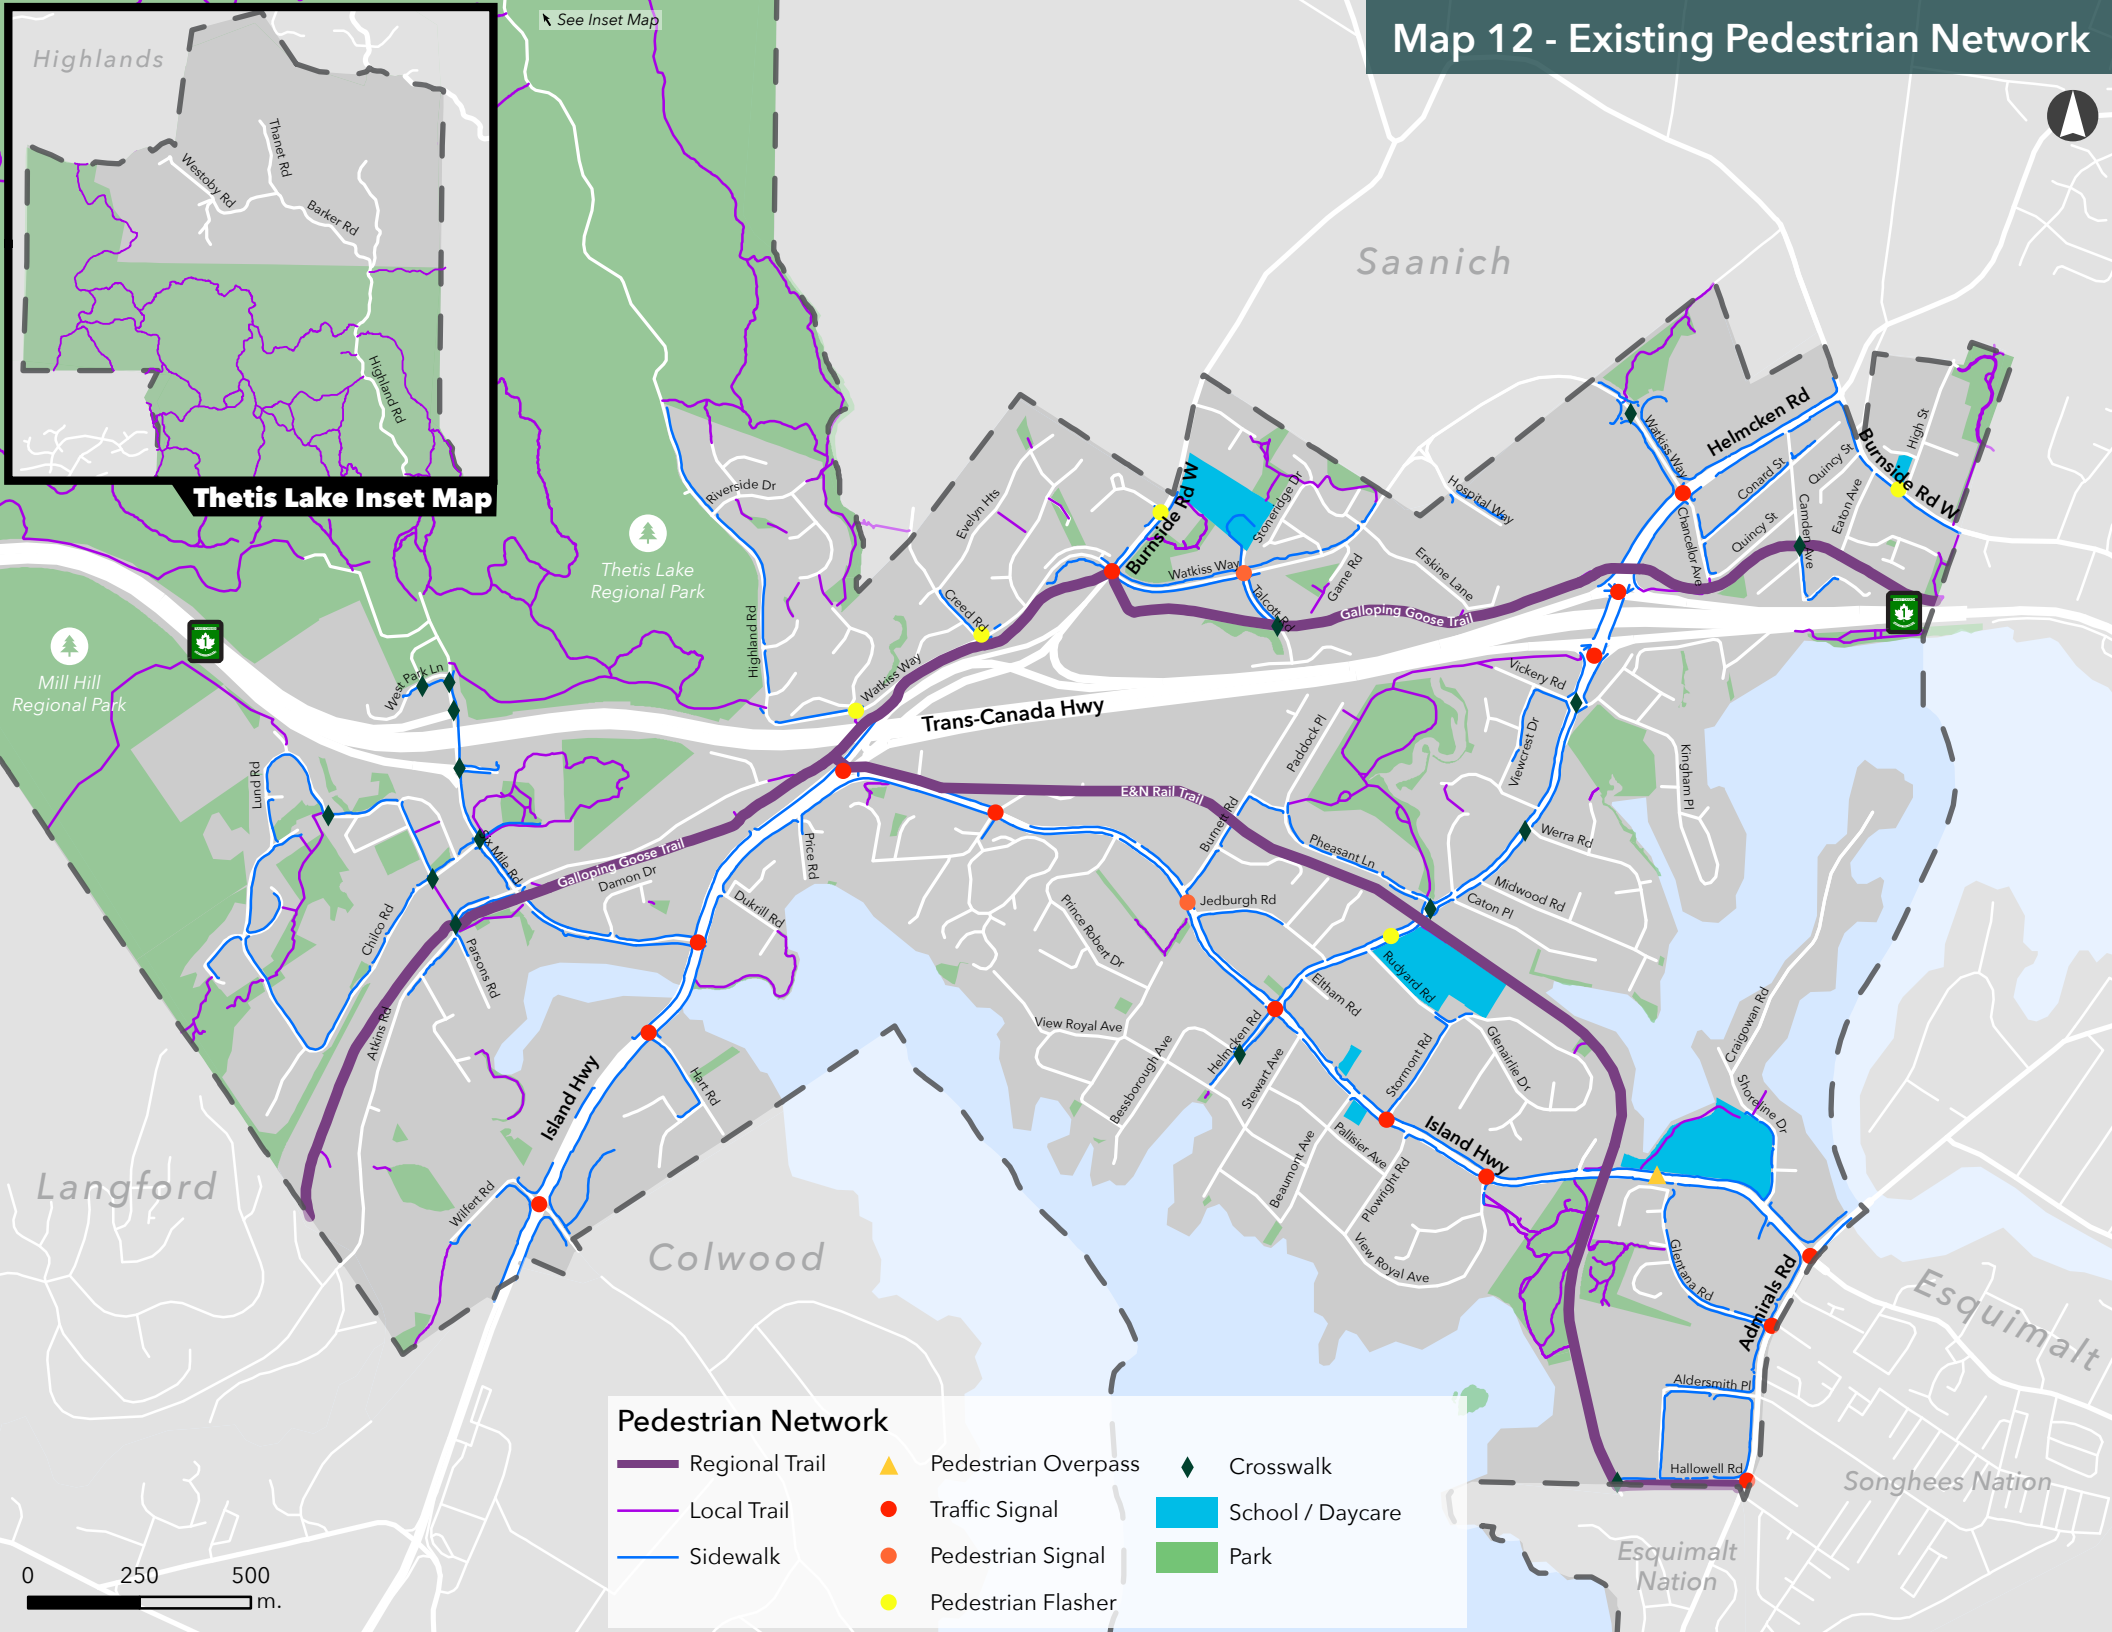 See Inset Map
Map 12 - Existing Pedestrian Network
Highlands
Thanet Rd
Westoby Rd
Barker Rd
Highland Rd
Thetis Lake Inset Map
Saanich
Riverside Dr
Evelyn Hts
Burnside Rd W
Stoneridge Dr
Hospital Way
Watkiss Way
Helmcken Rd
Conard St
Quincy St
High St
Burnside Rd W
Eaton Ave
Camden Ave
Quincy St
Chancellor Ave
Thetis Lake
Regional Park
Watkiss Way
Talcott Rd
Game Rd
Erskine Lane
Galloping Goose Trail
Creed Rd
Highland Rd
Watkiss Way
Mill Hill
Regional Park
1
1
West Park Ln
Trans-Canada Hwy
Vickery Rd
Viewcrest Dr
Paddock Pl
Kingham Pl
Lund Rd
E&N Rail Trail
Burnett Rd
Werra Rd
Six Mile Rd
Galloping Goose Trail
Damon Dr
Price Rd
Pheasant Ln
Midwood Rd
Caton Pl
Dukrill Rd
Jedburgh Rd
Chilco Rd
Parsons Rd
Prince Robert Dr
Rudyard Rd
Eltham Rd
Atkins Rd
View Royal Ave
Helmcken Rd
Craigowan Rd
Stormont Rd
Glenairlie Dr
Bessborough Ave
Stewart Ave
Hart Rd
Island Hwy
Shoreline Dr
Pallisier Ave
Island Hwy
Plowright Rd
Beaumont Ave
Wilfert Rd
Langford
Colwood
View Royal Ave
Glentana Rd
Admirals Rd
Esquimalt
Aldersmith Pl
Hallowell Rd
Songhees Nation
Esquimalt
Nation
Pedestrian Network
Regional Trail
Local Trail
Sidewalk
Pedestrian Overpass
Traffic Signal
Pedestrian Signal
Pedestrian Flasher
Crosswalk
School / Daycare
Park
0 250 500
m.